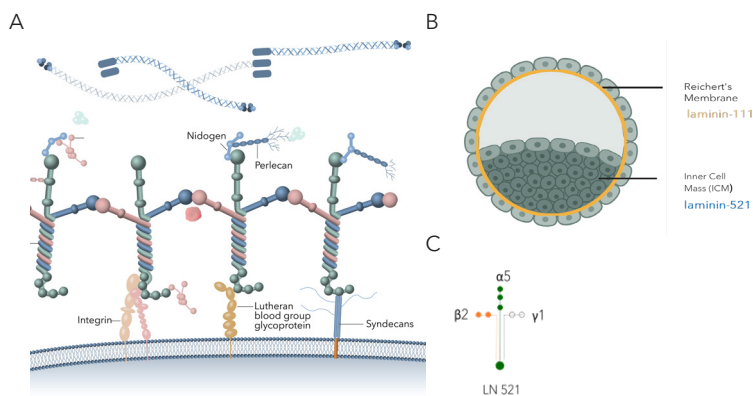 A
Nidogen
Perlecan
Integrin
Lutheran
blood group
glycoprotein
Syndecans
B
Reichert's
Membrane
laminin-111
Inner Cell
Mass (ICM)
laminin-521
C
α5
β2
γ1
LN 521